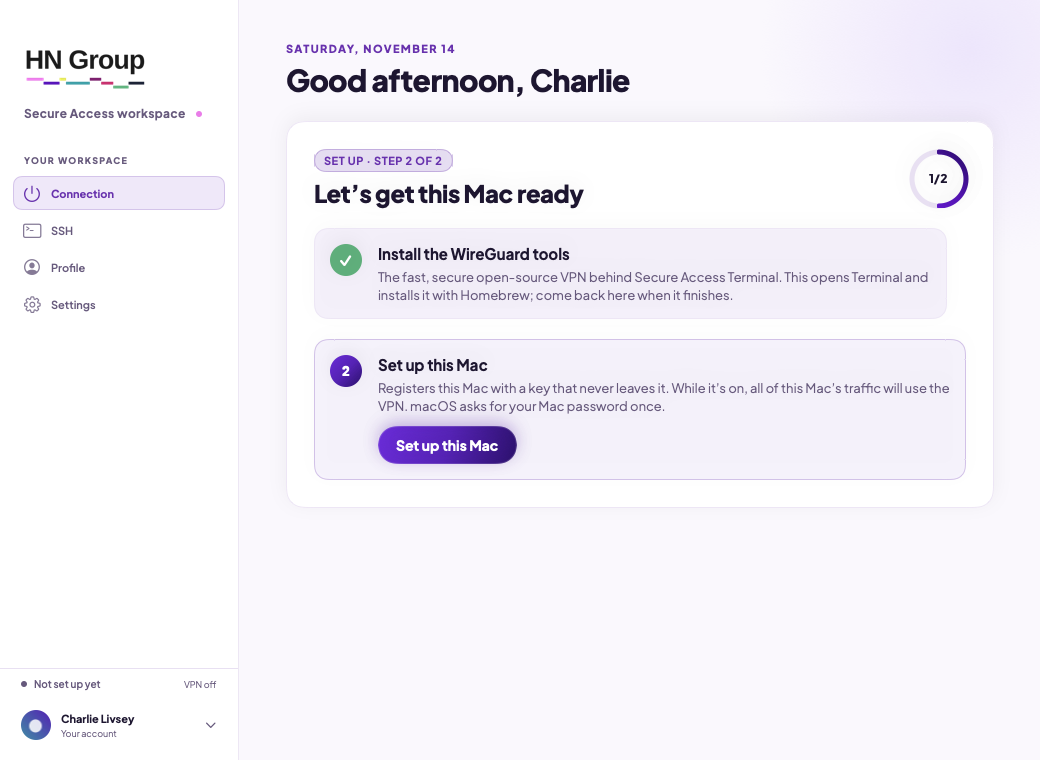 HN Group
Secure Access workspace
YOUR WORKSPACE
Connection
SSH
Profile
Settings
Not set up yet
VPN off
Charlie Livsey
Your account
SATURDAY, NOVEMBER 14
Good afternoon, Charlie
SET UP · STEP 2 OF 2
Let’s get this Mac ready
1/2
Install the WireGuard tools
The fast, secure open-source VPN behind Secure Access Terminal. This opens Terminal and
installs it with Homebrew; come back here when it finishes.
2
Set up this Mac
Registers this Mac with a key that never leaves it. While it’s on, all of this Mac’s traffic will use the
VPN. macOS asks for your Mac password once.
Set up this Mac